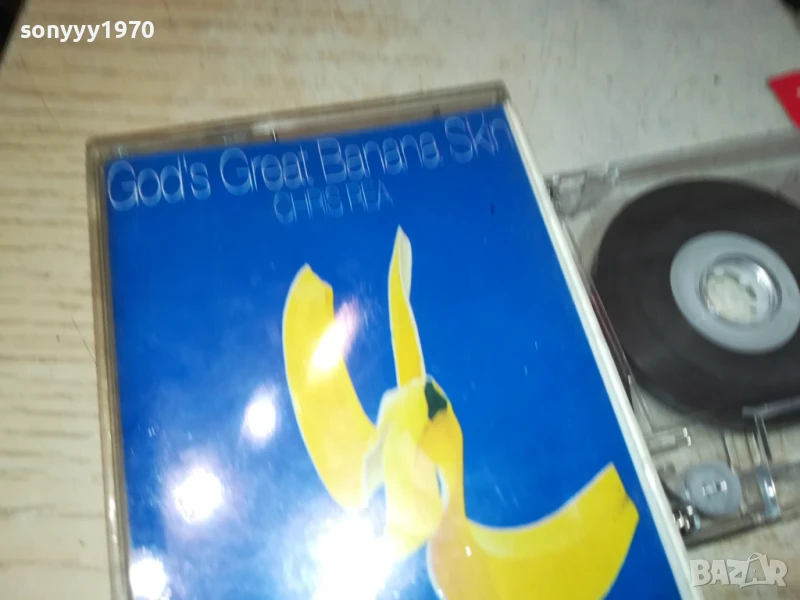 sonyyy1970
God's Great Banana Skin
CHRIS REA
BAZAR